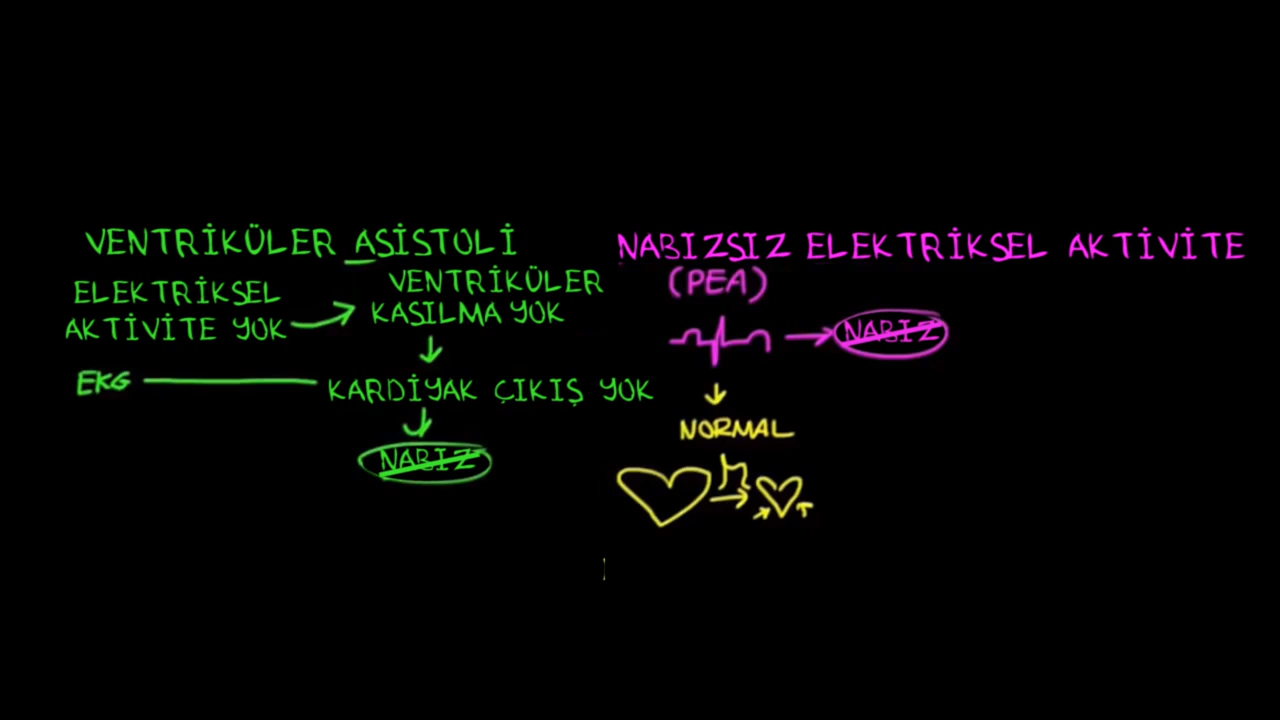 VENTRİKÜLER ASİSTOLİ
ELEKTRİKSEL
AKTİVİTE YOK
VENTRİKÜLER
KASILMA YOK
EKG
KARDİYAK ÇIKIŞ YOK
NABIZ
NABIZSIZ ELEKTRİKSEL AKTİVİTE
(PEA)
NABIZ
NORMAL